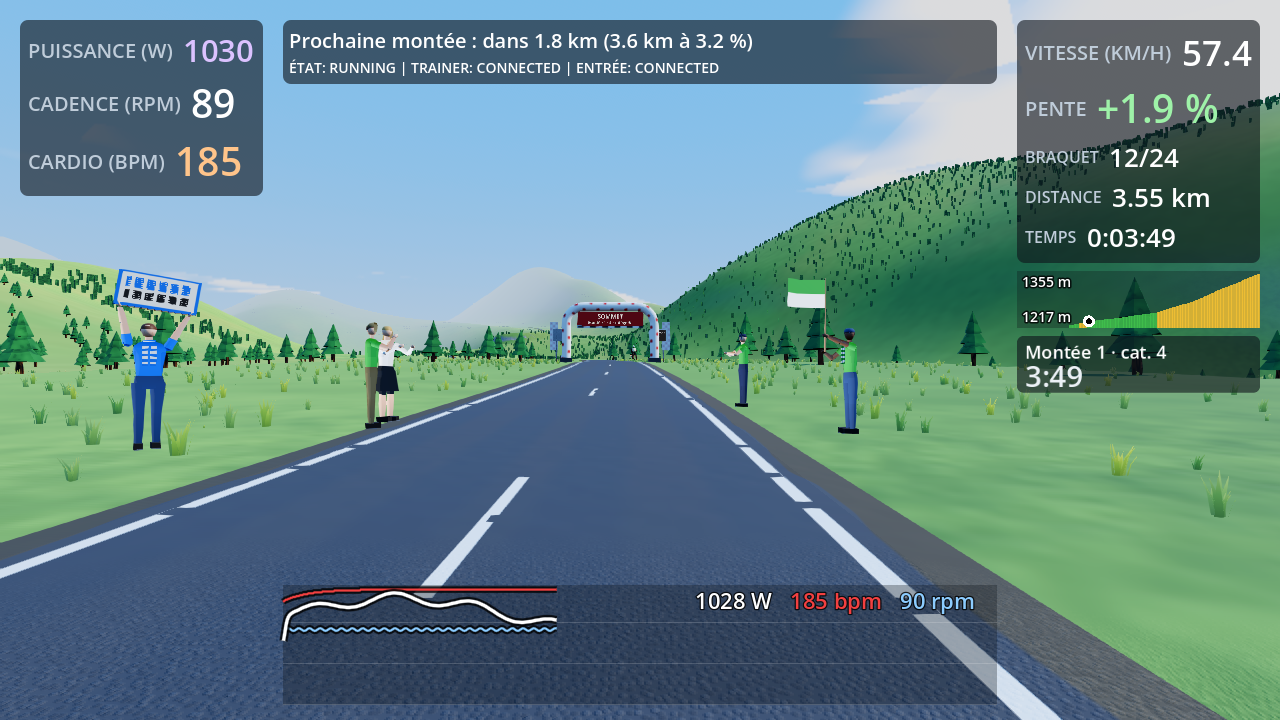 PUISSANCE (W) 1030
CADENCE (RPM) 89
CARDIO (BPM) 185
Prochaine montée : dans 1.8 km (3.6 km à 3.2 %)
ÉTAT: RUNNING | TRAINER: CONNECTED | ENTRÉE: CONNECTED
VITESSE (KM/H) 57.4
PENTE +1.9 %
BRAQUET 12/24
DISTANCE 3.55 km
TEMPS 0:03:49
1355 m
1217 m
Montée 1 · cat. 4
3:49
SOMMET
1028 W 185 bpm 90 rpm